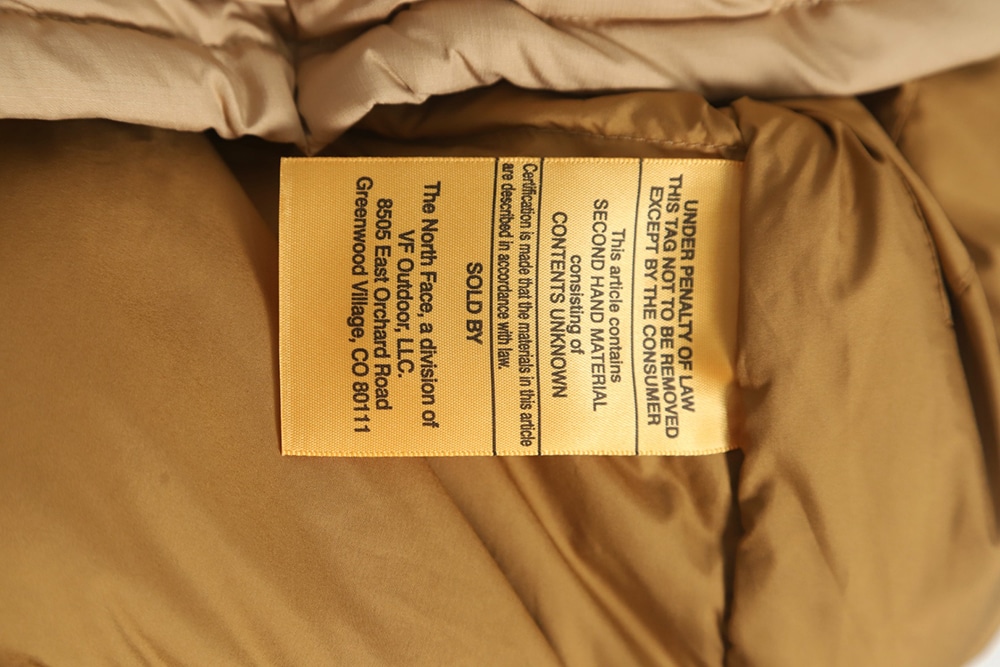 UNDER PENALTY OF LAW
THIS TAG NOT TO BE REMOVED
EXCEPT BY THE CONSUMER
This article contains
SECOND HAND MATERIAL
consisting of
CONTENTS UNKNOWN
Certification is made that the materials in this article
are described in accordance with law.
SOLD BY
The North Face, a division of
VF Outdoor, LLC.
8505 East Orchard Road
Greenwood Village, CO 80111